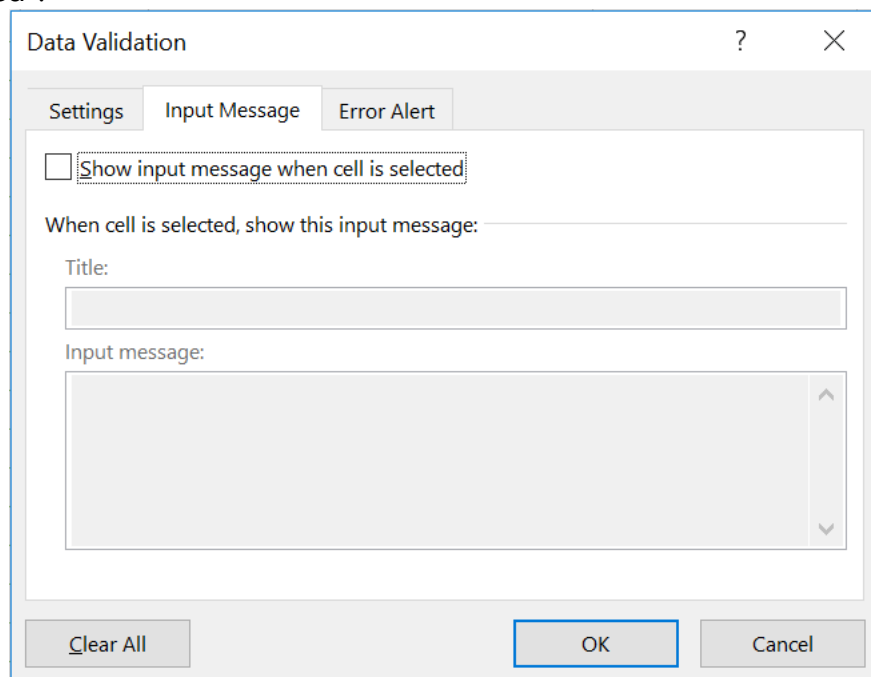 Data Validation ? ×
Settings Input Message Error Alert
Show input message when cell is selected
When cell is selected, show this input message:
Title:
Input message:
Clear All OK Cancel